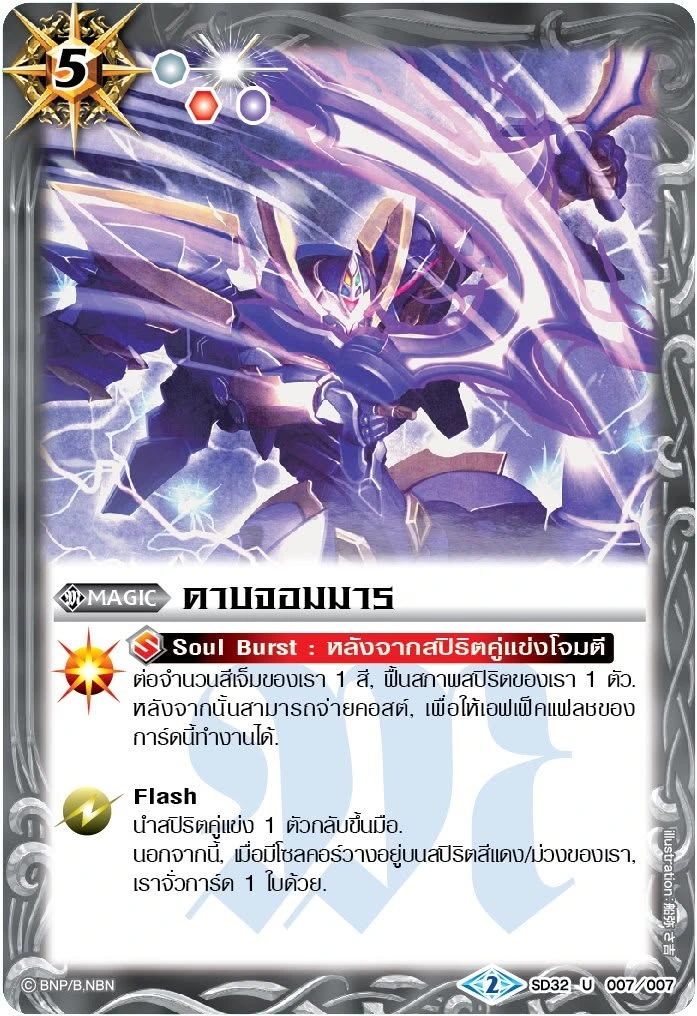 5
MAGIC ดาบจอมมาร
S Soul Burst : หลังจากสปิริตคู่แข่งโจมตี
ต่อจำนวนสีเจ็มของเรา 1 สี, ฟื้นสภาพสปิริตของเรา 1 ตัว.
หลังจากนั้นสามารถจ่ายคอสต์, เพื่อให้เอฟเฟ็คแฟลชของ
การ์ดนี้ทำงานได้.
Flash
นำสปิริตคู่แข่ง 1 ตัวกลับขึ้นมือ.
นอกจากนี้, เมื่อมีโซลคอร์วางอยู่บนสปิริตสีแดง/ม่วงของเรา,
เราจั่วการ์ด 1 ใบด้วย.
illustration : 船弥さ吉
© BNP/B,NBN
2 SD32 U 007/007